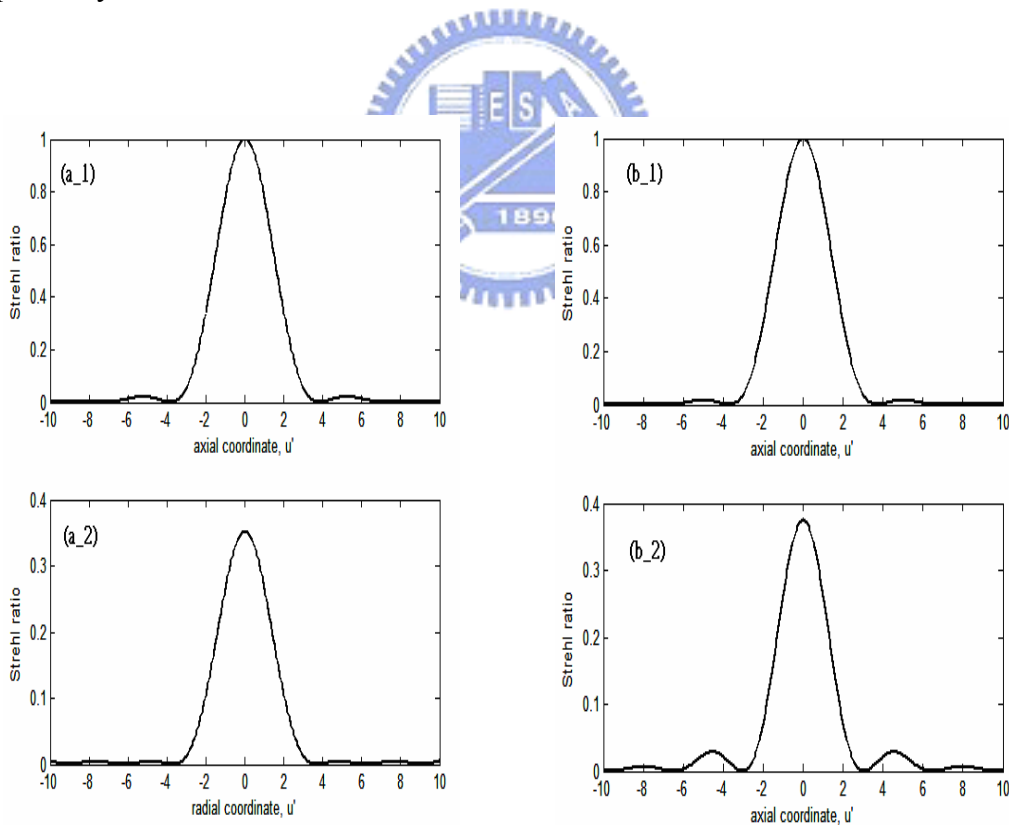 E S A
1896
(a_1)
Strehl ratio
1
0.8
0.6
0.4
0.2
0
-10 -8 -6 -4 -2 0 2 4 6 8 10
axial coordinate, u'
(b_1)
Strehl ratio
1
0.8
0.6
0.4
0.2
0
-10 -8 -6 -4 -2 0 2 4 6 8 10
axial coordinate, u'
(a_2)
Strehl ratio
0.4
0.3
0.2
0.1
0
-10 -8 -6 -4 -2 0 2 4 6 8 10
radial coordinate, u'
(b_2)
Strehl ratio
0.4
0.3
0.2
0.1
0
-10 -8 -6 -4 -2 0 2 4 6 8 10
axial coordinate, u'